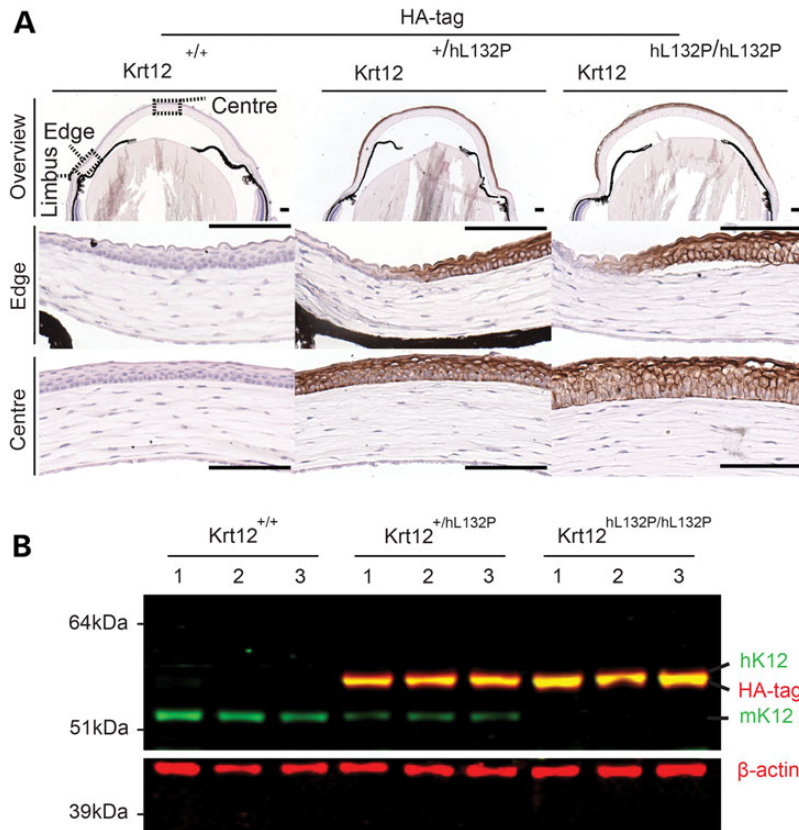 A
HA-tag
Krt12 +/+
Krt12 +/hL132P
Krt12 hL132P/hL132P
Overview
Limbus
Edge
Centre
Edge
Centre
B
Krt12+/+ Krt12+/hL132P Krt12hL132P/hL132P
1 2 3 1 2 3 1 2 3
64kDa
hK12
HA-tag
mK12
51kDa
β-actin
39kDa